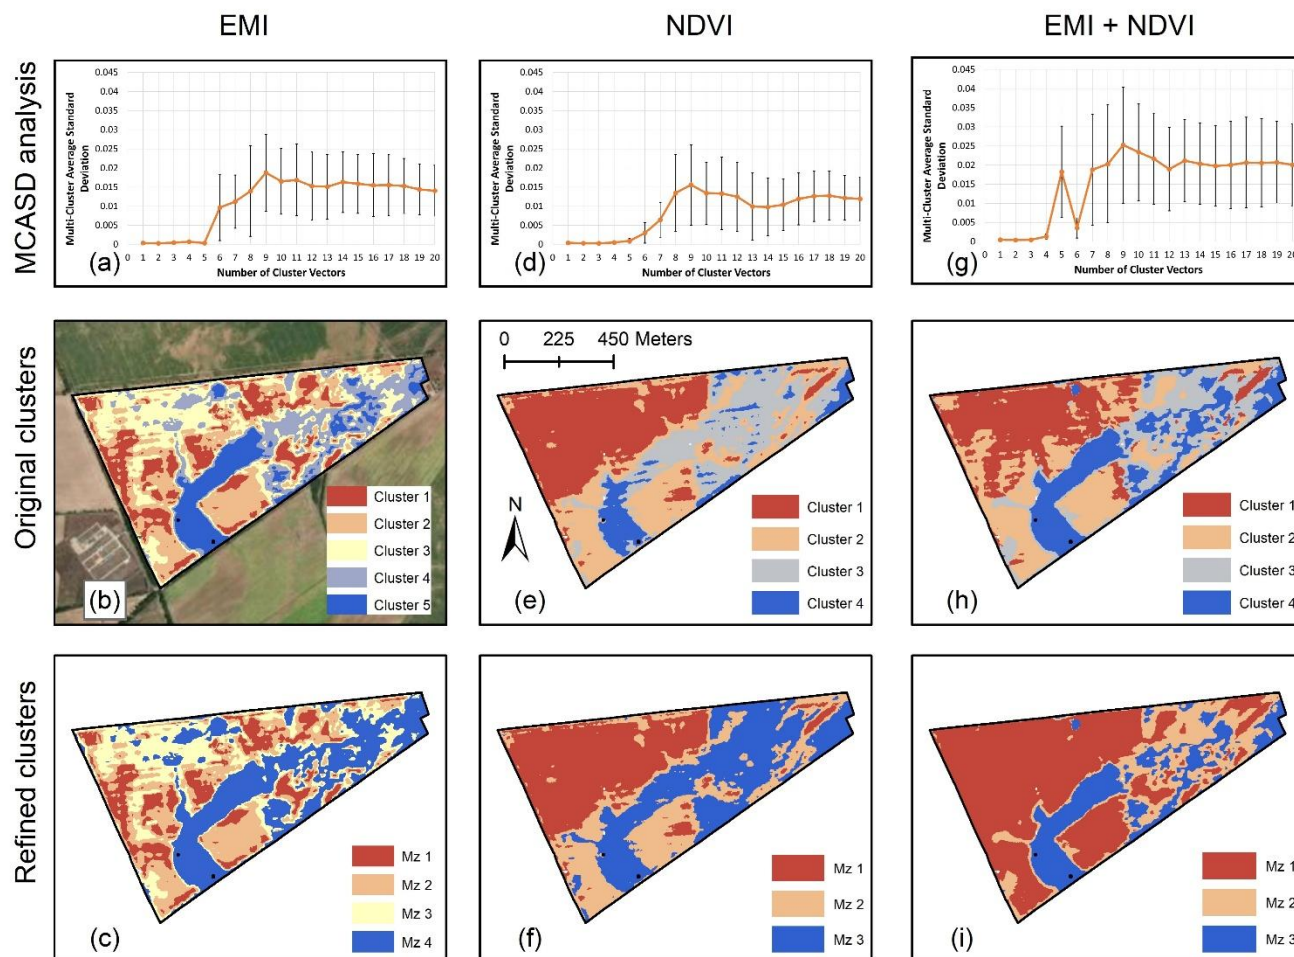 EMI
NDVI
EMI + NDVI
MCASD analysis
Multi-Cluster Average Standard
Deviation
0.045
0.04
0.035
0.03
0.025
0.02
0.015
0.01
0.005
0
0 1 2 3 4 5 6 7 8 9 10 11 12 13 14 15 16 17 18 19 20
Number of Cluster Vectors
(a)
Multi-Cluster Average Standard
Deviation
0.045
0.04
0.035
0.03
0.025
0.02
0.015
0.01
0.005
0
0 1 2 3 4 5 6 7 8 9 10 11 12 13 14 15 16 17 18 19 20
Number of Cluster Vectors
(d)
Multi-Cluster Average Standard
Deviation
0.045
0.04
0.035
0.03
0.025
0.02
0.015
0.01
0.005
0
0 1 2 3 4 5 6 7 8 9 10 11 12 13 14 15 16 17 18 19 20
Number of Cluster Vectors
(g)
Original clusters
Cluster 1
Cluster 2
Cluster 3
Cluster 4
Cluster 5
(b)
0 225 450 Meters
N
Cluster 1
Cluster 2
Cluster 3
Cluster 4
(e)
Cluster 1
Cluster 2
Cluster 3
Cluster 4
(h)
Refined clusters
Mz 1
Mz 2
Mz 3
Mz 4
(c)
Mz 1
Mz 2
Mz 3
(f)
Mz 1
Mz 2
Mz 3
(i)